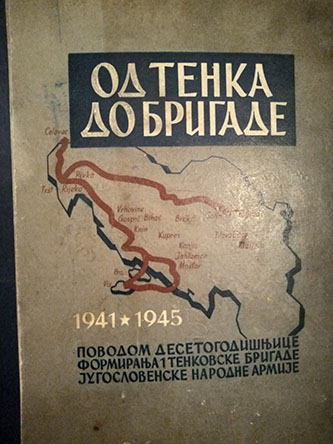 ОД ТЕНКА
ДО БРИГАДЕ
Celovac
Rijeka
Trst
Vrhovine
Gospić Bihać Brčko
Knin
Kupres
Konjic
Jablanica
Mostar
Vis
1941 ★ 1945
ПОВОДОМ ДЕСЕТОГОДИШЊИЦЕ
ФОРМИРАЊА 1 ТЕНКОВСКЕ БРИГАДЕ
ЈУГОСЛОВЕНСКЕ НАРОДНЕ АРМИЈЕ